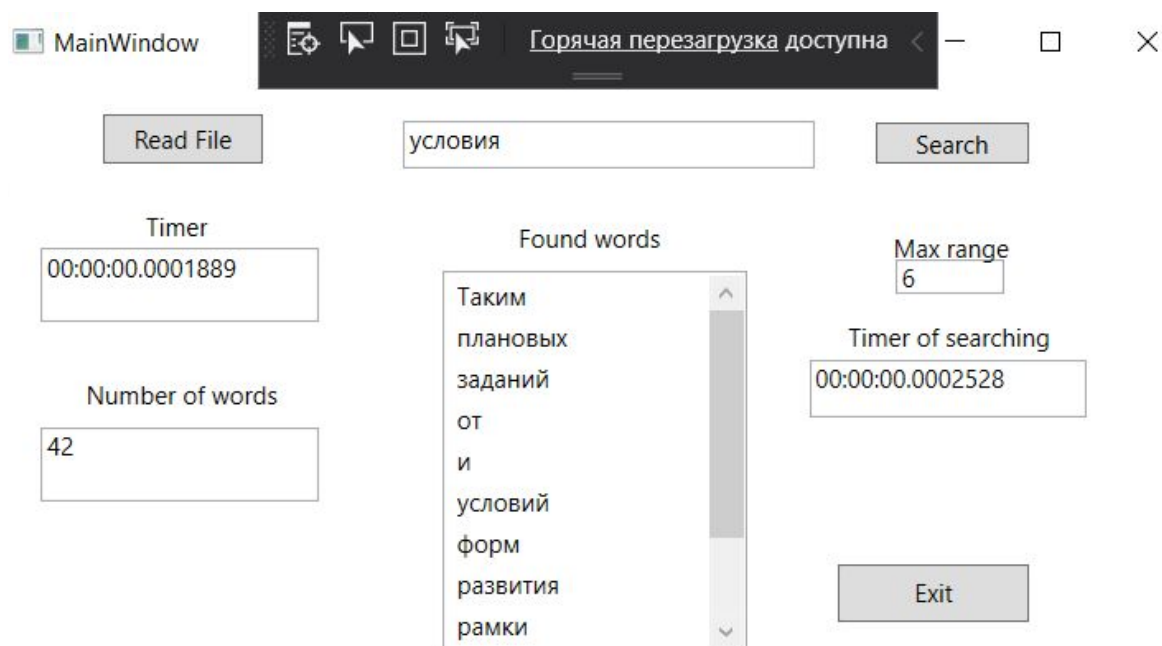 MainWindow
Горячая перезагрузка доступна
Read File
условия
Search
Timer
00:00:00.0001889
Number of words
42
Found words
Таким
плановых
заданий
от
и
условий
форм
развития
рамки
Max range
6
Timer of searching
00:00:00.0002528
Exit